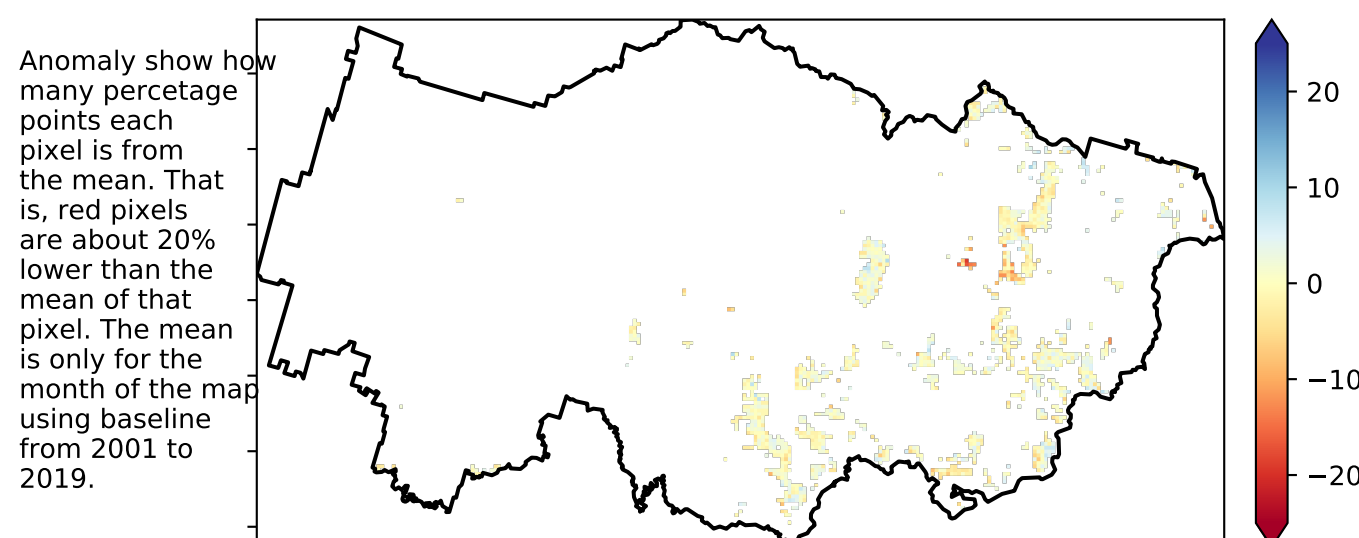 Anomaly show how
many percetage
points each
pixel is from
the mean. That
is, red pixels
are about 20%
lower than the
mean of that
pixel. The mean
is only for the
month of the map
using baseline
from 2001 to
2019.
20
10
0
−10
−20